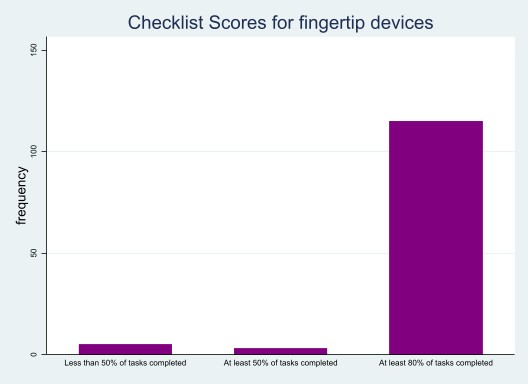 Checklist Scores for fingertip devices
150
100
50
0
frequency
Less than 50% of tasks completed
At least 50% of tasks completed
At least 80% of tasks completed